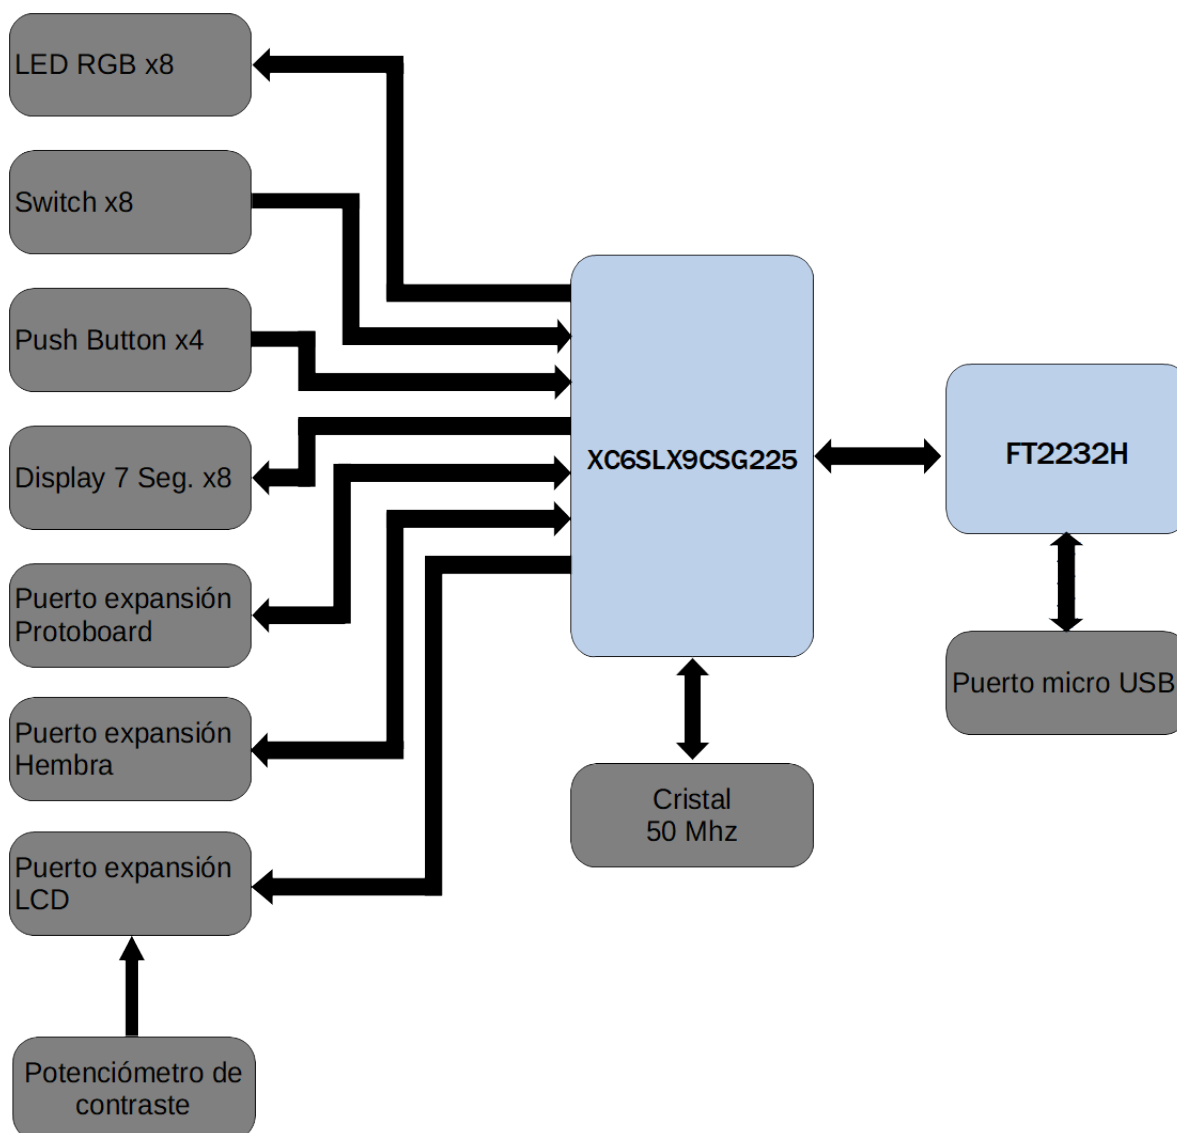 LED RGB x8
Switch x8
Push Button x4
Display 7 Seg. x8
Puerto expansión
Protoboard
Puerto expansión
Hembra
Puerto expansión
LCD
Potenciómetro de
contraste
XC6SLX9CSG225
Cristal
50 Mhz
FT2232H
Puerto micro USB